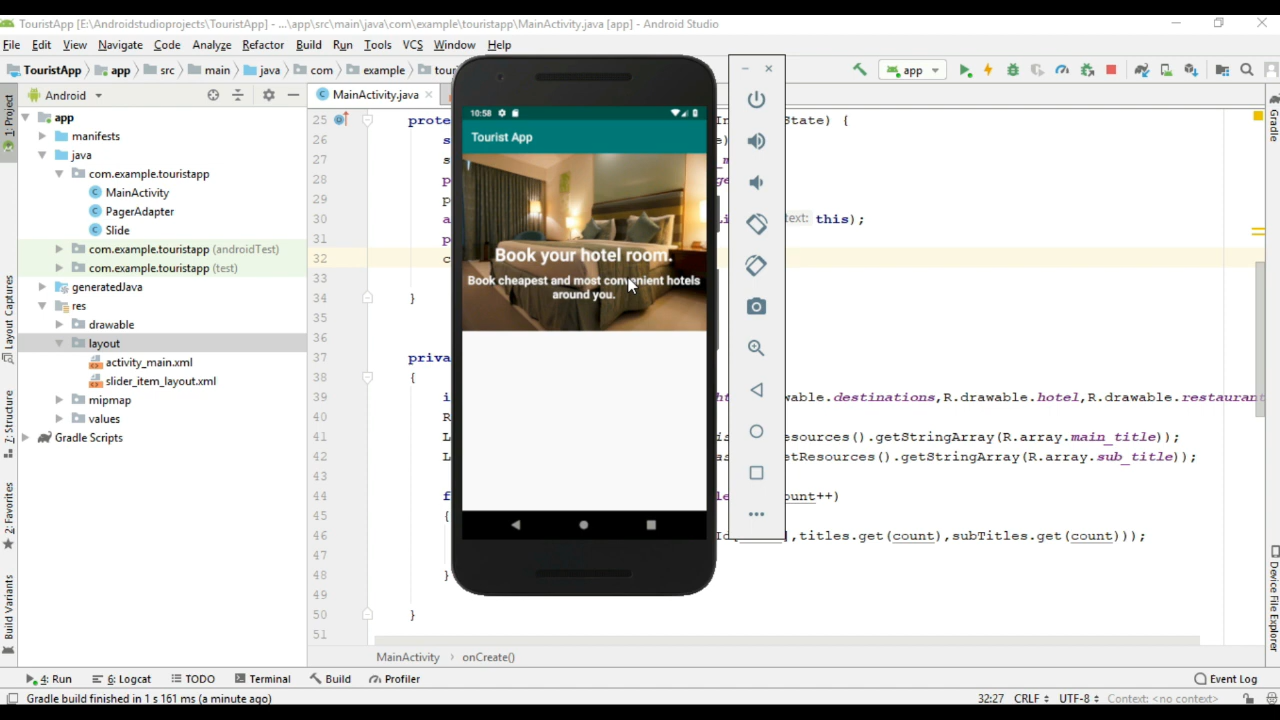 TouristApp [E:\Androidstudioprojects\TouristApp] - ...\app\src\main\java\com\example\touristapp\MainActivity.java [app] - Android Studio
File Edit View Navigate Code Analyze Refactor Build Run Tools VCS Window Help
TouristApp app src main java com example app
Android
MainActivity.java
1: Project
Layout Captures
Z: Structure
2: Favorites
Build Variants
app
manifests
java
com.example.touristapp
MainActivity
PagerAdapter
Slide
com.example.touristapp (androidTest)
com.example.touristapp (test)
generatedJava
res
drawable
layout
activity_main.xml
slider_item_layout.xml
mipmap
values
Gradle Scripts
25 State) {
26
27
28
29
30 text: this);
31
32
33
34 }
35
36
37
38 {
39 .destinations,R.drawable.hotel,R.drawable.restaurant
40
41 ().getStringArray(R.array.main_title));
42 ().getStringArray(R.array.sub_title));
43
44 ++)
45 {
46 ,titles.get(count),subTitles.get(count)));
47
48 }
49
50 }
51
10:58
Tourist App
Book your hotel room.
Book cheapest and most convenient hotels
around you.
Gradle
Device File Explorer
MainActivity onCreate()
4: Run 6: Logcat TODO Terminal Build Profiler Event Log
Gradle build finished in 1 s 161 ms (a minute ago) 32:27 CRLF UTF-8 Context: <no context>